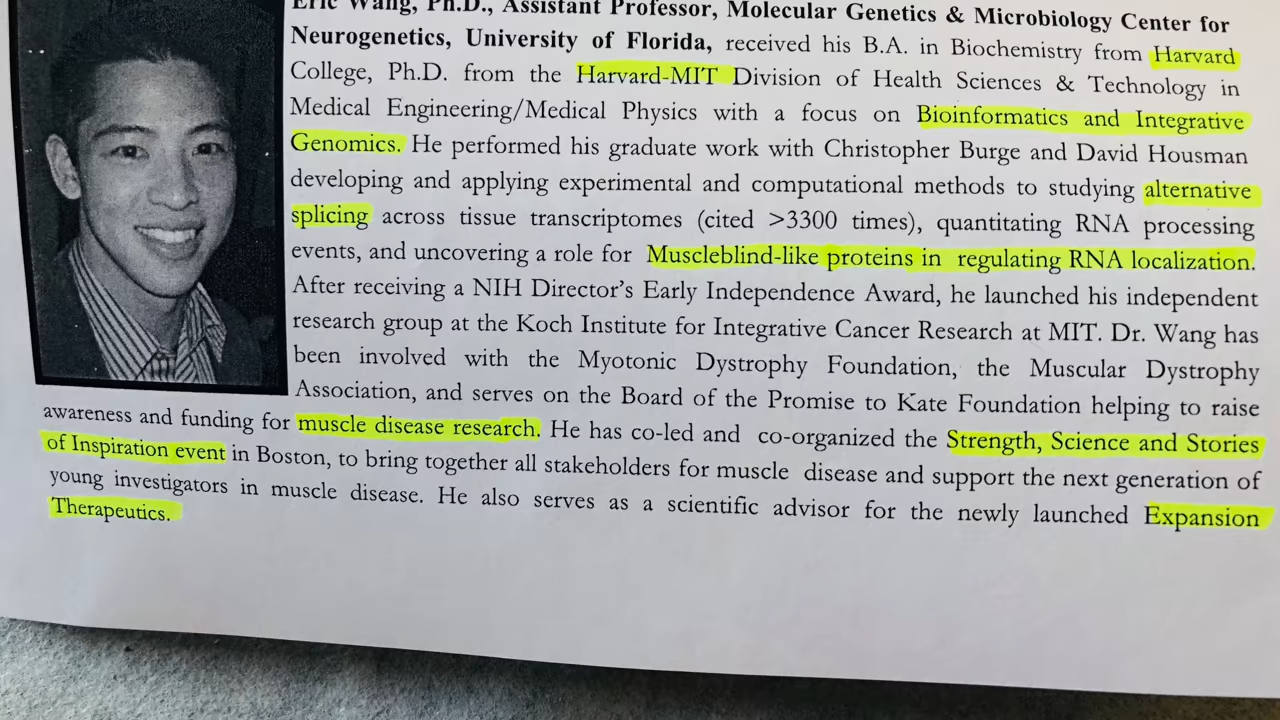 Eric Wang, Ph.D., Assistant Professor, Molecular Genetics & Microbiology Center for
Neurogenetics, University of Florida, received his B.A. in Biochemistry from Harvard
College, Ph.D. from the Harvard-MIT Division of Health Sciences & Technology in
Medical Engineering/Medical Physics with a focus on Bioinformatics and Integrative
Genomics. He performed his graduate work with Christopher Burge and David Housman
developing and applying experimental and computational methods to studying alternative
splicing across tissue transcriptomes (cited >3300 times), quantitating RNA processing
events, and uncovering a role for Muscleblind-like proteins in regulating RNA localization.
After receiving a NIH Director's Early Independence Award, he launched his independent
research group at the Koch Institute for Integrative Cancer Research at MIT. Dr. Wang has
been involved with the Myotonic Dystrophy Foundation, the Muscular Dystrophy
Association, and serves on the Board of the Promise to Kate Foundation helping to raise
awareness and funding for muscle disease research. He has co-led and co-organized the Strength, Science and Stories
of Inspiration event in Boston, to bring together all stakeholders for muscle disease and support the next generation of
young investigators in muscle disease. He also serves as a scientific advisor for the newly launched Expansion
Therapeutics.